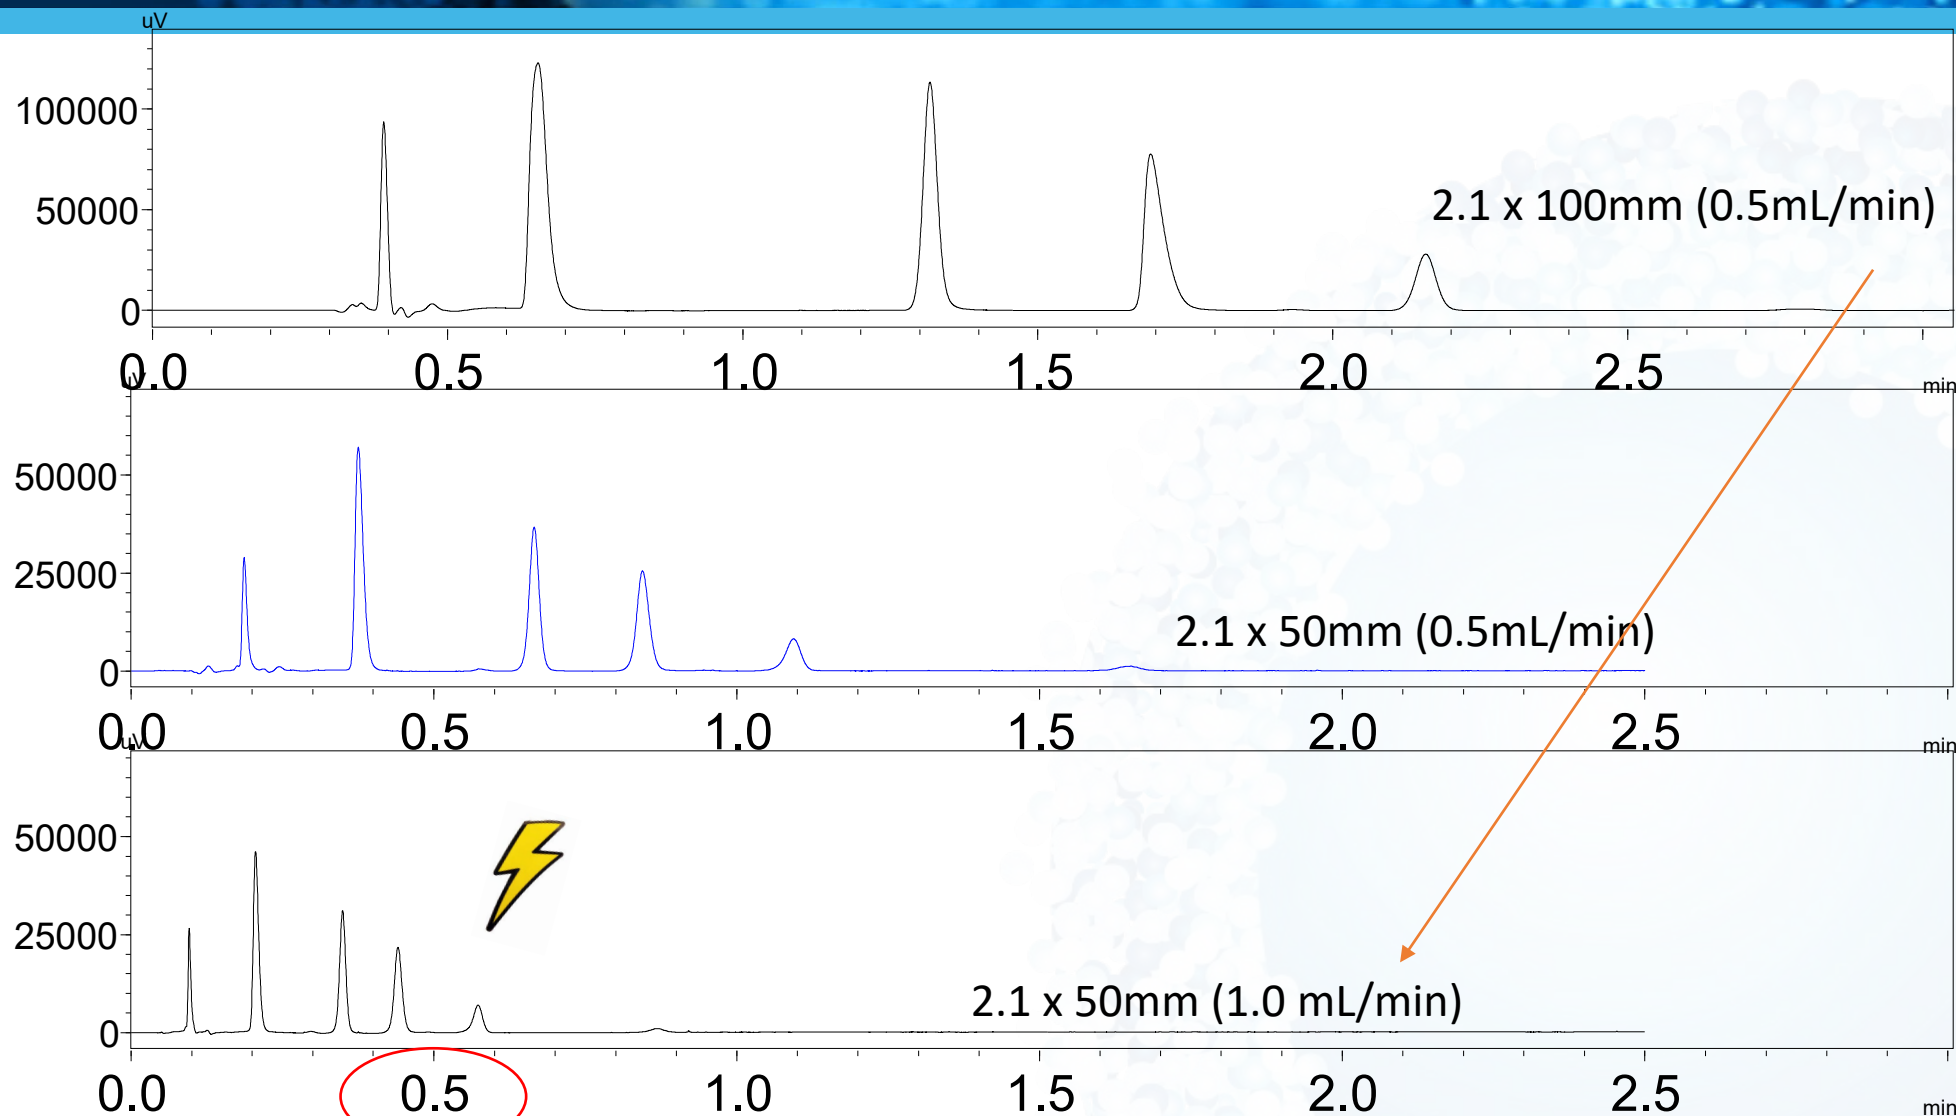 uV
100000
50000
0
2.1 x 100mm (0.5mL/min)
0.0 0.5 1.0 1.5 2.0 2.5 min
uV
50000
25000
0
2.1 x 50mm (0.5mL/min)
0.0 0.5 1.0 1.5 2.0 2.5 min
uV
50000
25000
0
2.1 x 50mm (1.0 mL/min)
0.0 0.5 1.0 1.5 2.0 2.5 min